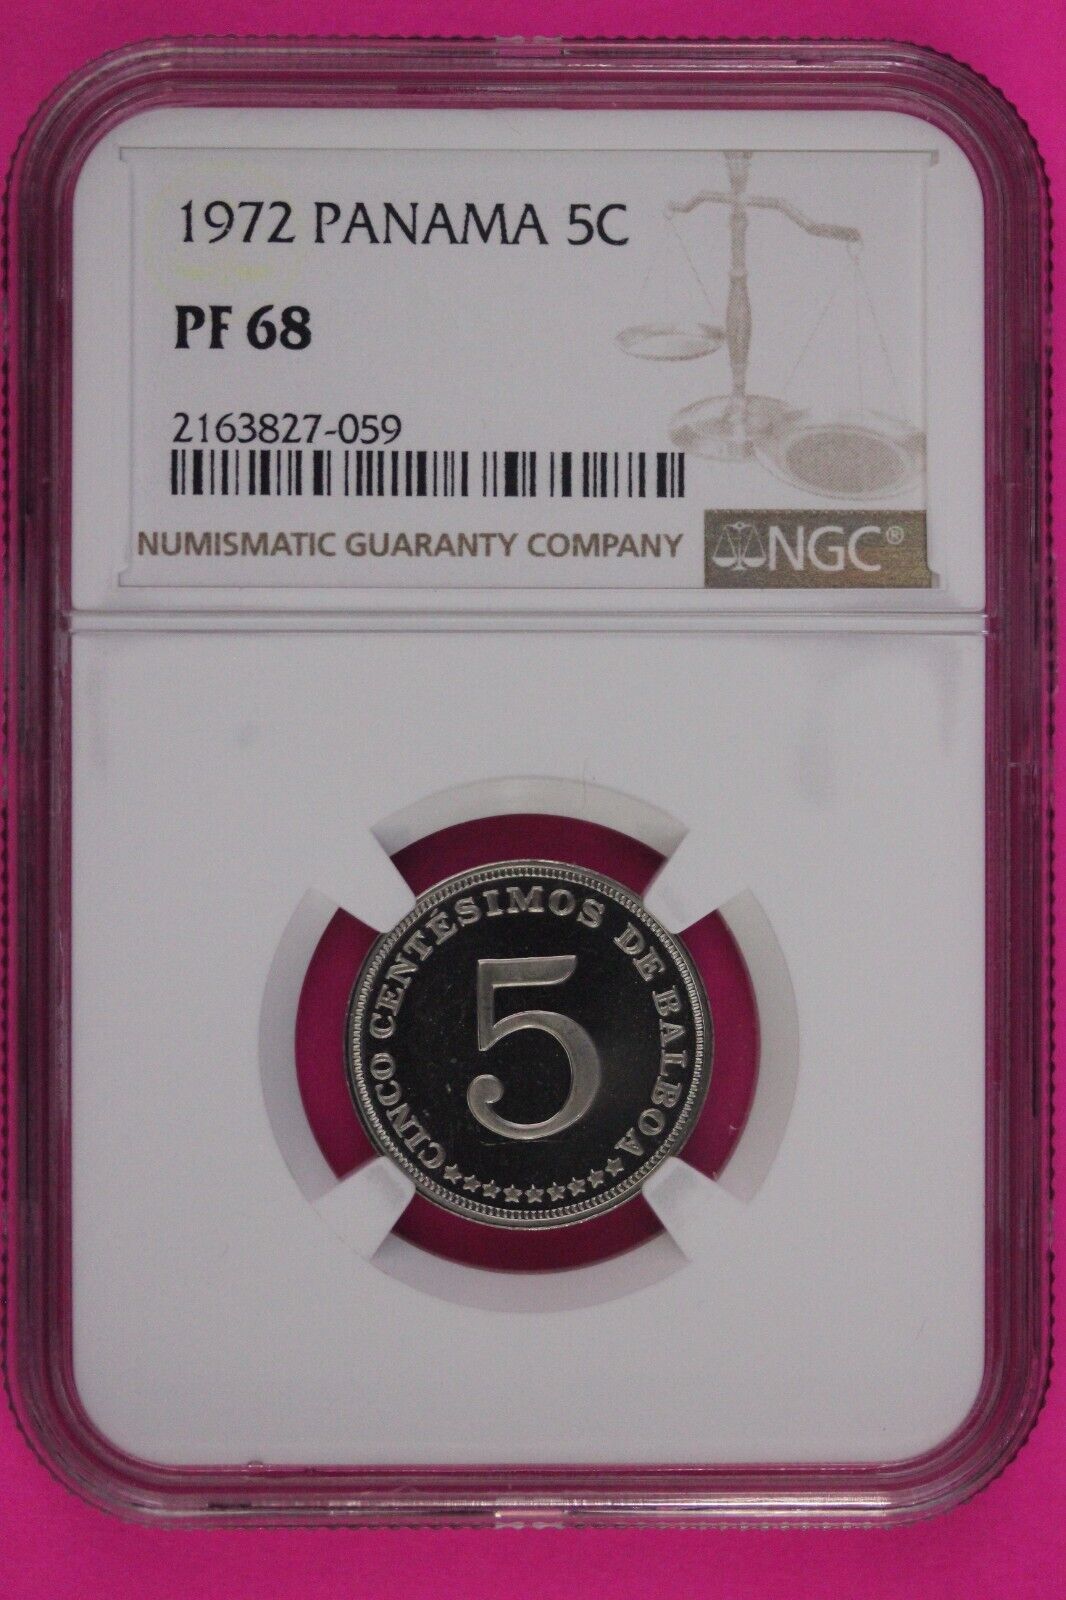 1972 PANAMA 5C
PF 68
2163827-059
NUMISMATIC GUARANTY COMPANY
NGC®
CINCO CENTÉSIMOS DE BALBOA
5